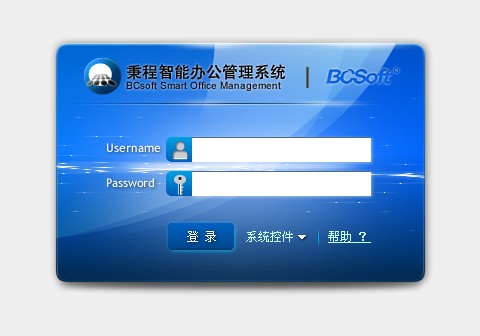 秉程智能办公管理系统 | BCSoft®
BCsoft Smart Office Management
Username
Password
登 录 系统控件 | 帮助 ?